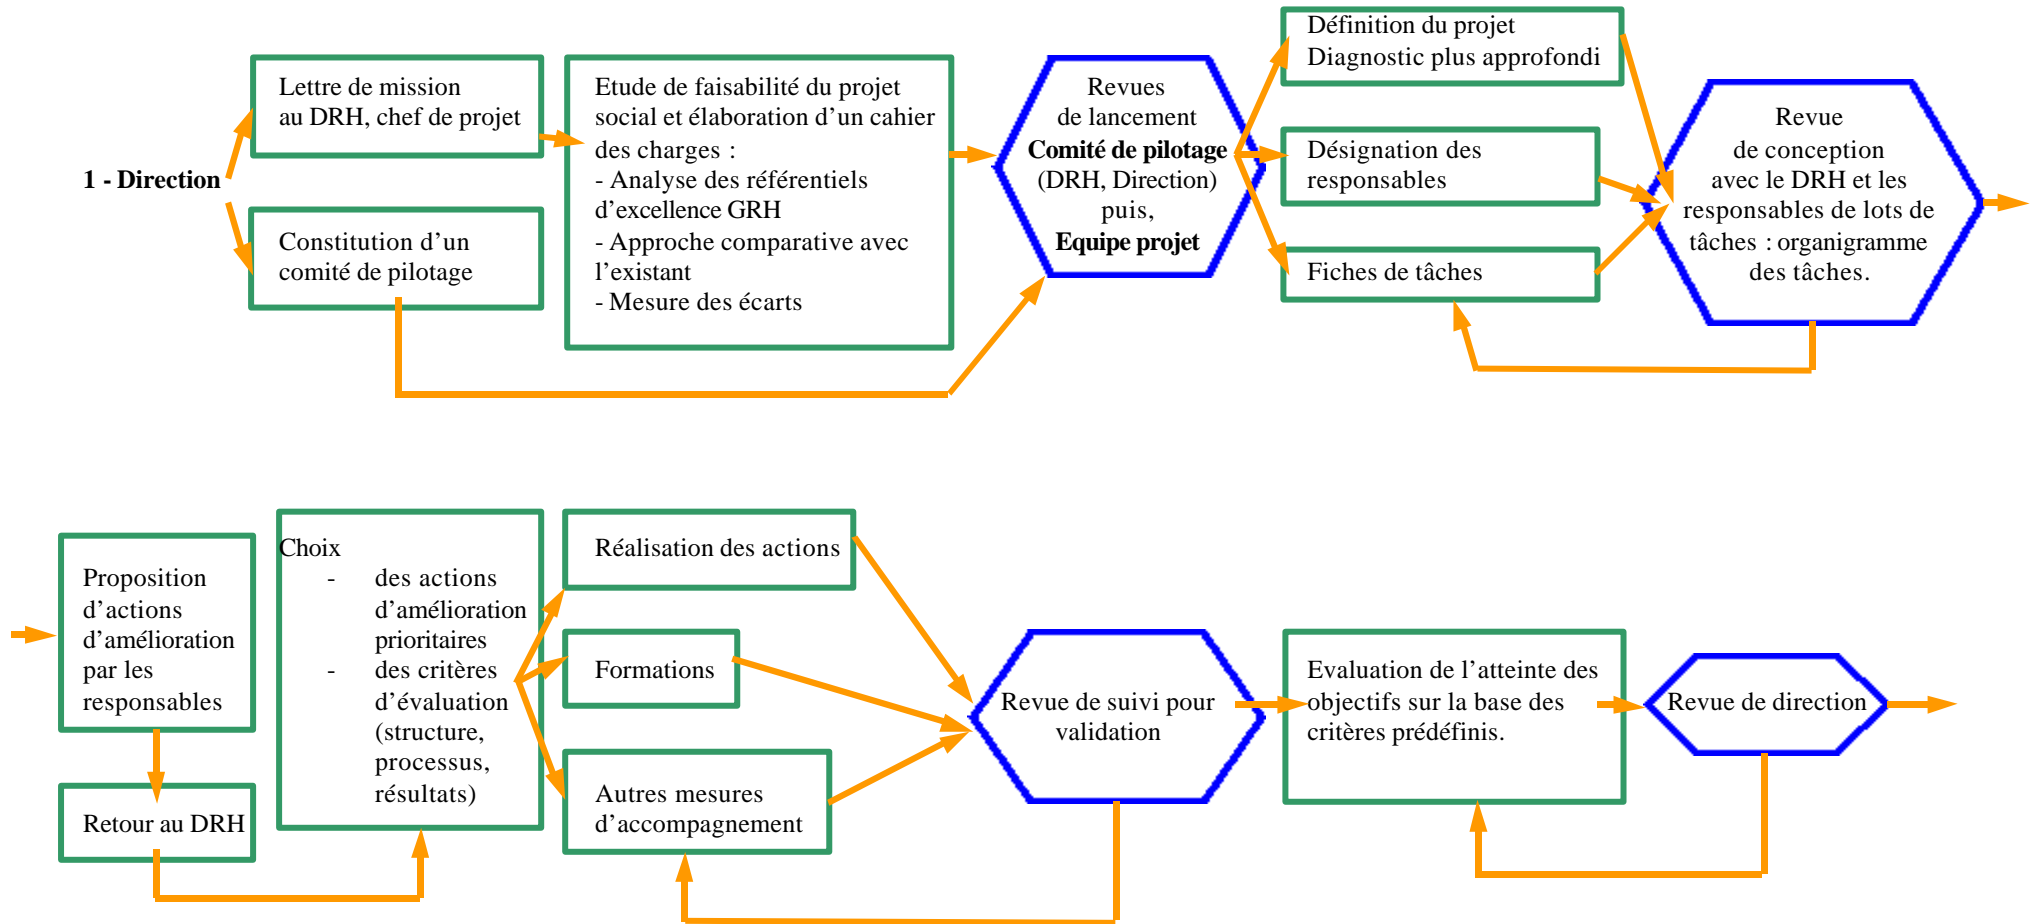 1 - Direction
Lettre de mission
au DRH, chef de projet
Constitution d’un
comité de pilotage
Etude de faisabilité du projet
social et élaboration d’un cahier
des charges :
- Analyse des référentiels
d’excellence GRH
- Approche comparative avec
l’existant
- Mesure des écarts
Revues
de lancement
Comité de pilotage
(DRH, Direction)
puis,
Equipe projet
Définition du projet
Diagnostic plus approfondi
Désignation des
responsables
Fiches de tâches
Revue
de conception
avec le DRH et les
responsables de lots de
tâches : organigramme
des tâches.
Proposition
d’actions
d’amélioration
par les
responsables
Retour au DRH
Choix
- des actions
d’amélioration
prioritaires
- des critères
d’évaluation
(structure,
processus,
résultats)
Réalisation des actions
Formations
Autres mesures
d’accompagnement
Revue de suivi pour
validation
Evaluation de l’atteinte des
objectifs sur la base des
critères prédéfinis.
Revue de direction